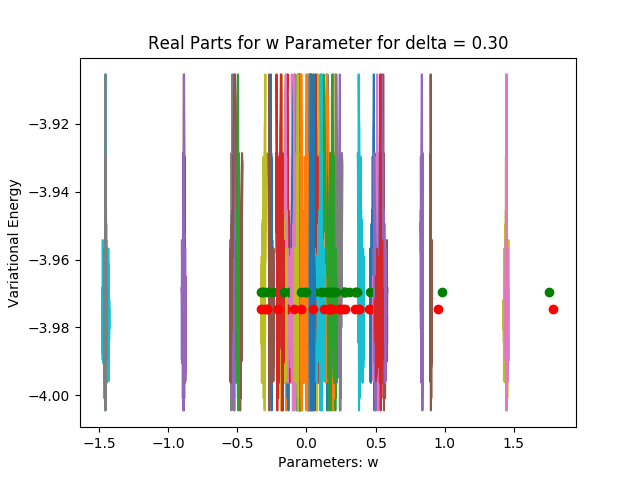 Real Parts for w Parameter for delta = 0.30
Variational Energy
−3.92
−3.94
−3.96
−3.98
−4.00
−1.5 −1.0 −0.5 0.0 0.5 1.0 1.5
Parameters: w